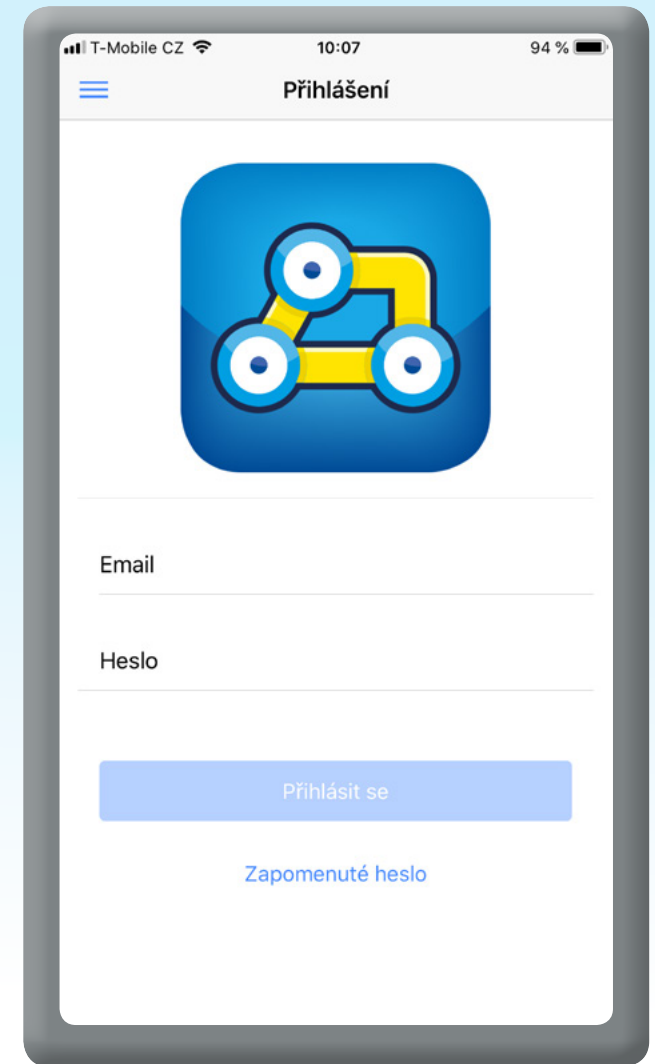 T-Mobile CZ 10:07 94 %
Přihlášení
Email
Heslo
Přihlásit se
Zapomenuté heslo